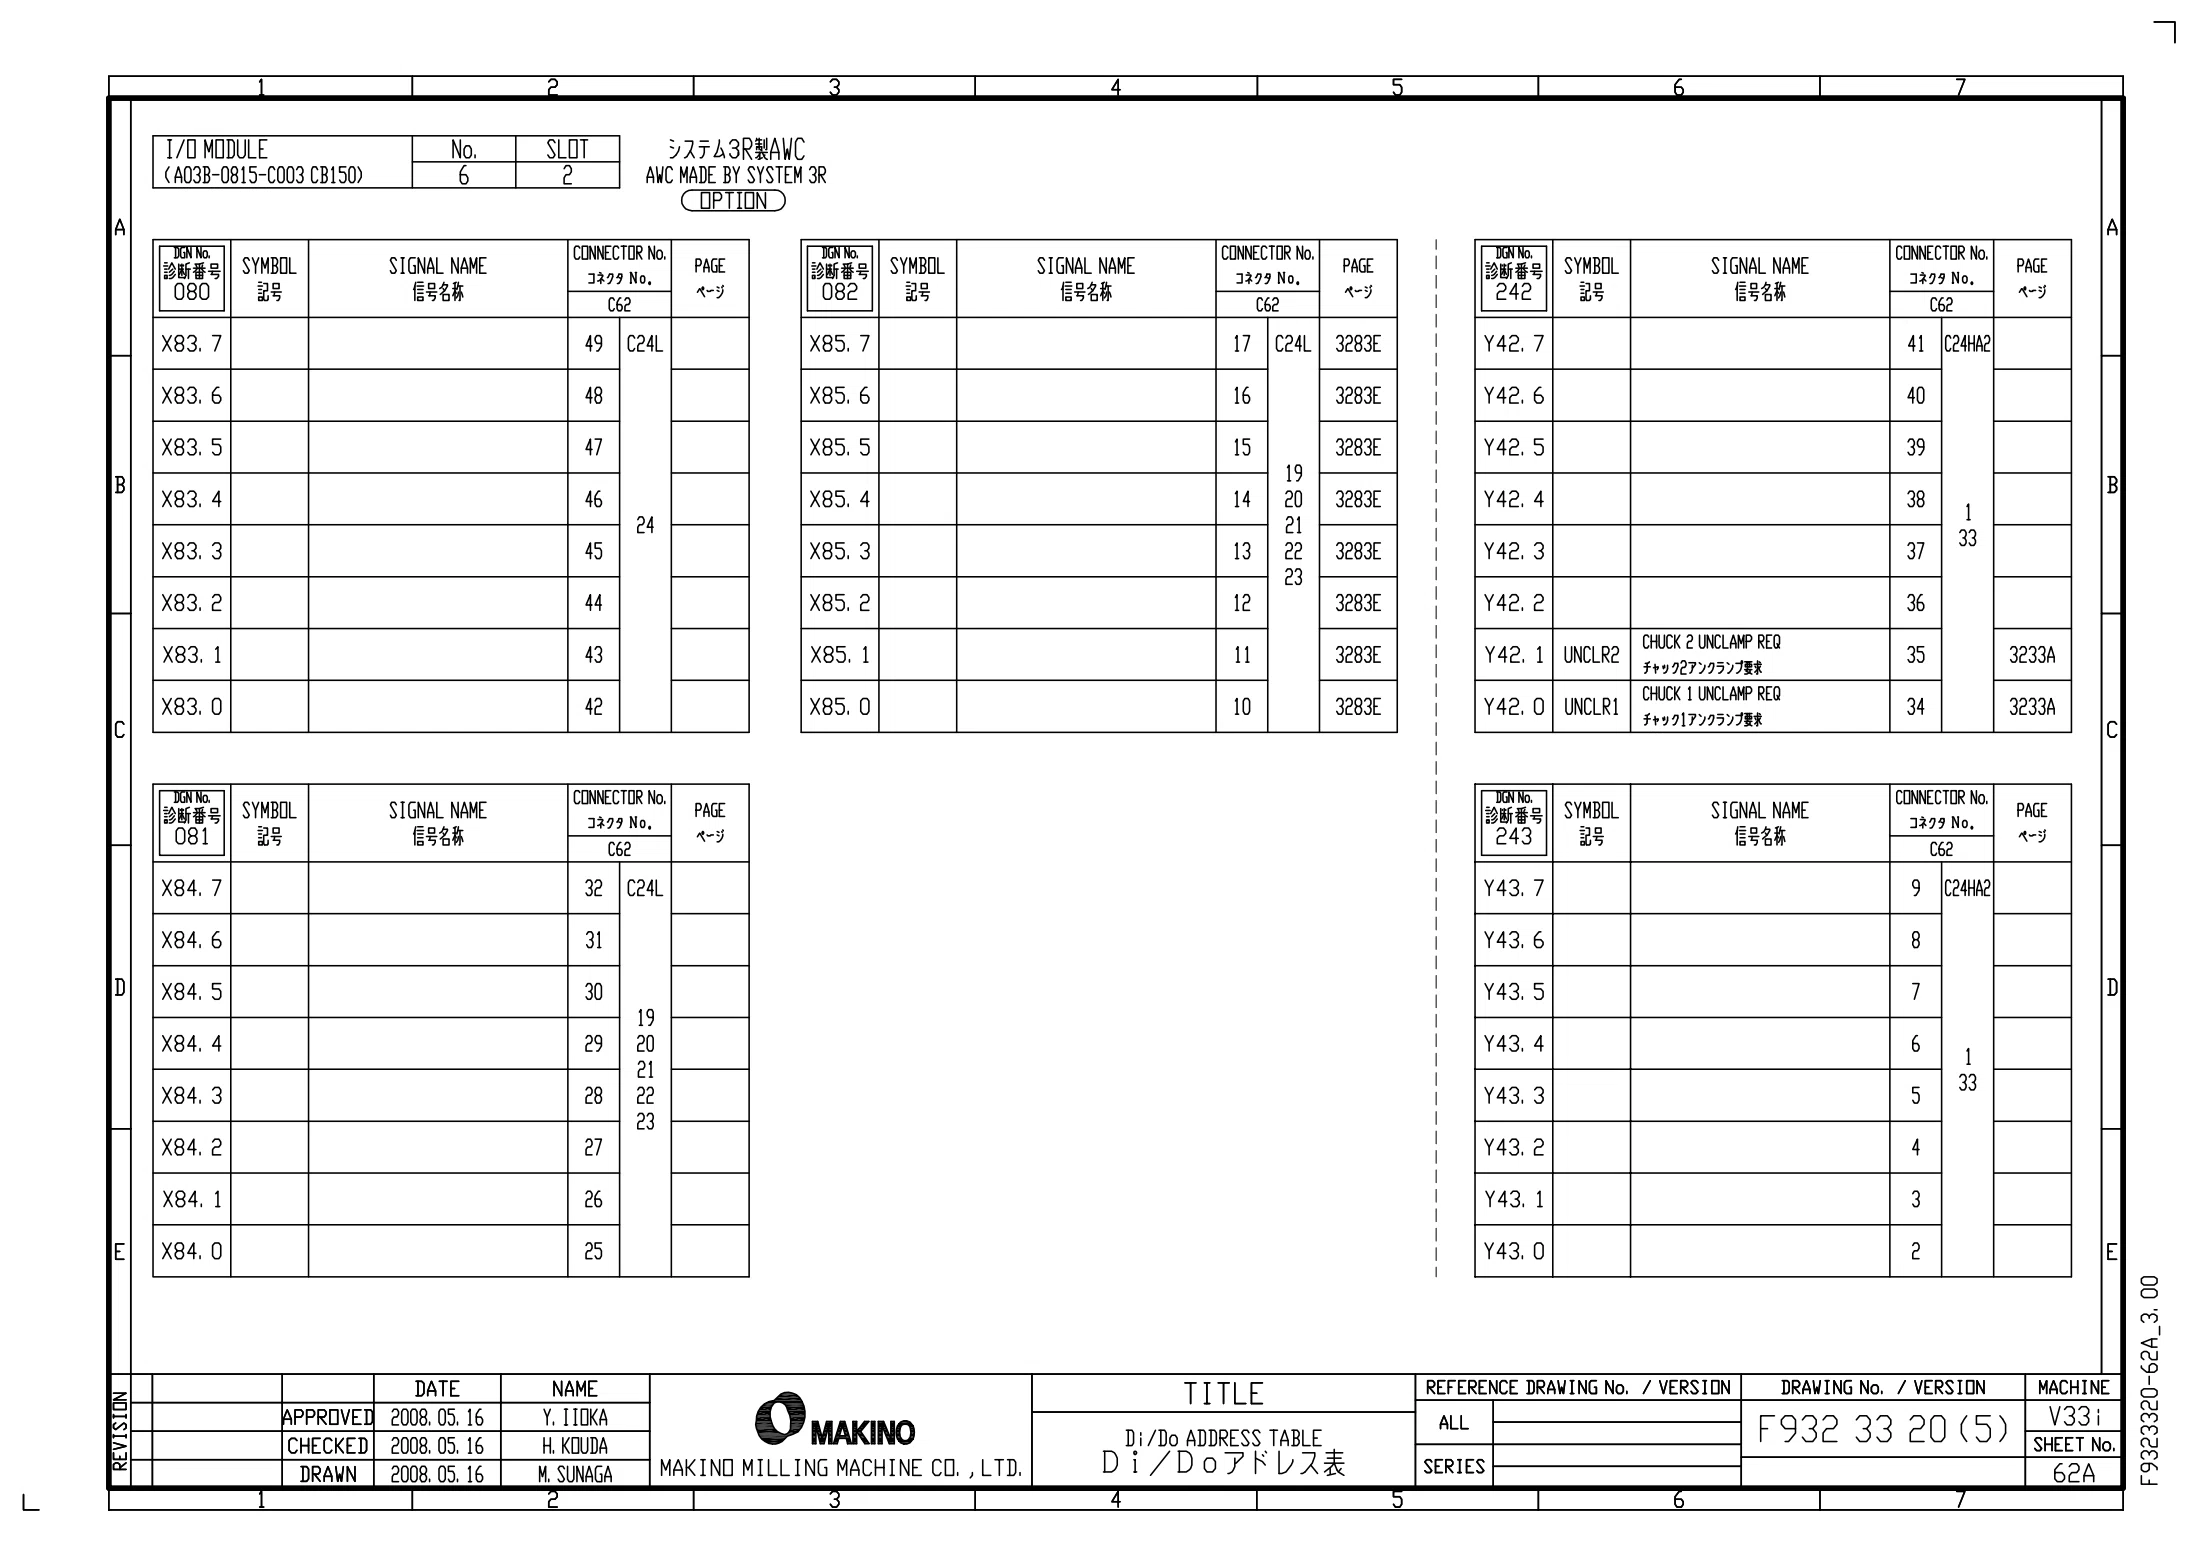 1 2 3 4 5 6 7
I/O MODULE No. SLOT
(A03B-0815-C003 CB150) 6 2
システム3R製AWC
AWC MADE BY SYSTEM 3R
OPTION
A A
B B
C C
D D
E E
DGN No. 診断番号 080 SYMBOL 記号 SIGNAL NAME 信号名称 CONNECTOR No. コネクタ No. C62 PAGE ページ
X83. 7 49 C24L
X83. 6 48
X83. 5 47
X83. 4 46
24
X83. 3 45
X83. 2 44
X83. 1 43
X83. 0 42
DGN No. 診断番号 082 SYMBOL 記号 SIGNAL NAME 信号名称 CONNECTOR No. コネクタ No. C62 PAGE ページ
X85. 7 17 C24L 3283E
X85. 6 16 3283E
X85. 5 15 3283E
19
X85. 4 14 20 3283E
21
X85. 3 13 22 3283E
23
X85. 2 12 3283E
X85. 1 11 3283E
X85. 0 10 3283E
DGN No. 診断番号 242 SYMBOL 記号 SIGNAL NAME 信号名称 CONNECTOR No. コネクタ No. C62 PAGE ページ
Y42. 7 41 C24HA2
Y42. 6 40
Y42. 5 39
Y42. 4 38
1
33
Y42. 3 37
Y42. 2 36
Y42. 1 UNCLR2 CHUCK 2 UNCLAMP REQ チャック2アンクランプ要求 35 3233A
Y42. 0 UNCLR1 CHUCK 1 UNCLAMP REQ チャック1アンクランプ要求 34 3233A
DGN No. 診断番号 081 SYMBOL 記号 SIGNAL NAME 信号名称 CONNECTOR No. コネクタ No. C62 PAGE ページ
X84. 7 32 C24L
X84. 6 31
X84. 5 30
19
X84. 4 29 20
21
X84. 3 28 22
23
X84. 2 27
X84. 1 26
X84. 0 25
DGN No. 診断番号 243 SYMBOL 記号 SIGNAL NAME 信号名称 CONNECTOR No. コネクタ No. C62 PAGE ページ
Y43. 7 9 C24HA2
Y43. 6 8
Y43. 5 7
Y43. 4 6
1
33
Y43. 3 5
Y43. 2 4
Y43. 1 3
Y43. 0 2
REVISION
DATE NAME
APPROVED 2008. 05. 16 Y. IIOKA
CHECKED 2008. 05. 16 H. KOUDA
DRAWN 2008. 05. 16 M. SUNAGA
MAKINO
MAKINO MILLING MACHINE CO. , LTD.
TITLE
Di/Do ADDRESS TABLE
Di/Doアドレス表
REFERENCE DRAWING No. / VERSION
ALL
SERIES
DRAWING No. / VERSION
F932 33 20 (5)
MACHINE
V33i
SHEET No.
62A
F9323320-62A_3. 00
1 2 3 4 5 6 7